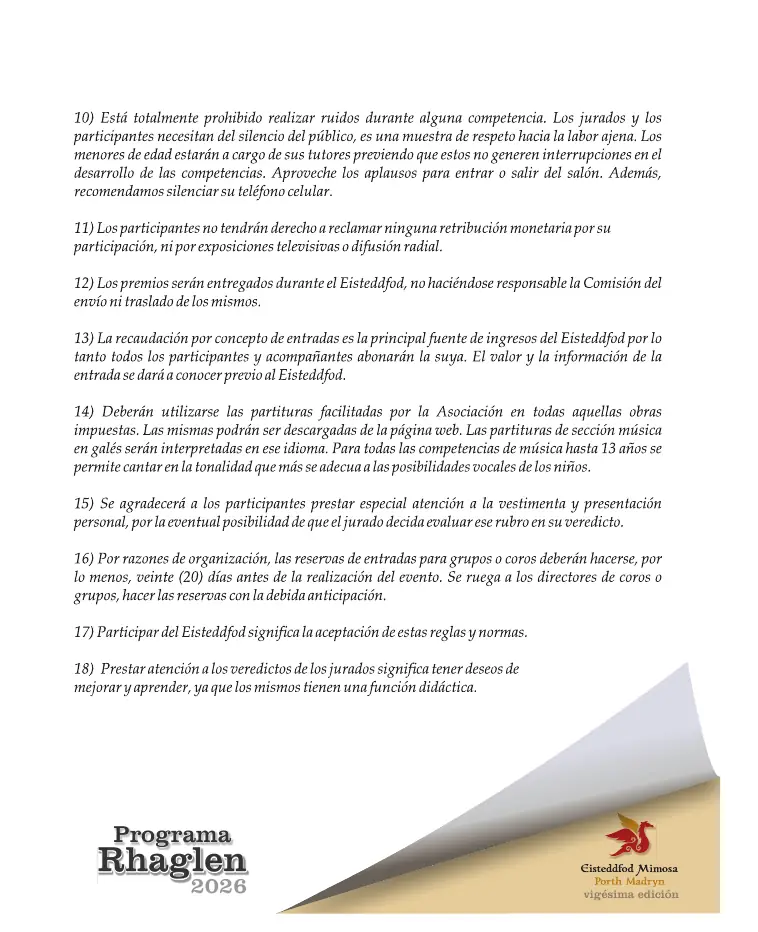 10) Está totalmente prohibido realizar ruidos durante alguna competencia. Los jurados y los
participantes necesitan del silencio del público, es una muestra de respeto hacia la labor ajena. Los
menores de edad estarán a cargo de sus tutores previendo que estos no generen interrupciones en el
desarrollo de las competencias. Aproveche los aplausos para entrar o salir del salón. Además,
recomendamos silenciar su teléfono celular.
11) Los participantes no tendrán derecho a reclamar ninguna retribución monetaria por su
participación, ni por exposiciones televisivas o difusión radial.
12) Los premios serán entregados durante el Eisteddfod, no haciéndose responsable la Comisión del
envío ni traslado de los mismos.
13) La recaudación por concepto de entradas es la principal fuente de ingresos del Eisteddfod por lo
tanto todos los participantes y acompañantes abonarán la suya. El valor y la información de la
entrada se dará a conocer previo al Eisteddfod.
14) Deberán utilizarse las partituras facilitadas por la Asociación en todas aquellas obras
impuestas. Las mismas podrán ser descargadas de la página web. Las partituras de sección música
en galés serán interpretadas en ese idioma. Para todas las competencias de música hasta 13 años se
permite cantar en la tonalidad que más se adecua a las posibilidades vocales de los niños.
15) Se agradecerá a los participantes prestar especial atención a la vestimenta y presentación
personal, por la eventual posibilidad de que el jurado decida evaluar ese rubro en su veredicto.
16) Por razones de organización, las reservas de entradas para grupos o coros deberán hacerse, por
lo menos, veinte (20) días antes de la realización del evento. Se ruega a los directores de coros o
grupos, hacer las reservas con la debida anticipación.
17) Participar del Eisteddfod significa la aceptación de estas reglas y normas.
18) Prestar atención a los veredictos de los jurados significa tener deseos de
mejorar y aprender, ya que los mismos tienen una función didáctica.
Programa
Rhaglen
2026
Eisteddfod Mimosa
Porth Madryn
vigésima edición